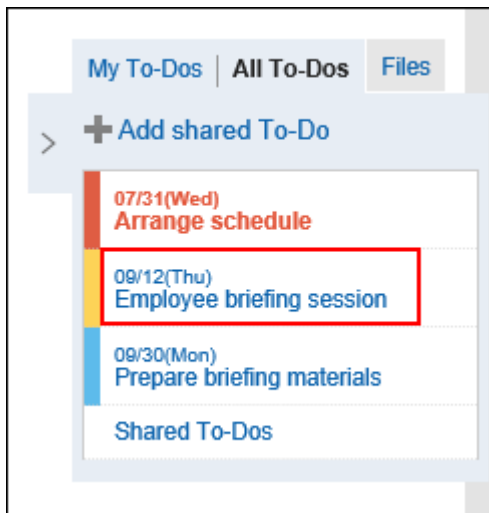 My To-Dos | All To-Dos Files
> + Add shared To-Do
07/31(Wed)
Arrange schedule
09/12(Thu)
Employee briefing session
09/30(Mon)
Prepare briefing materials
Shared To-Dos